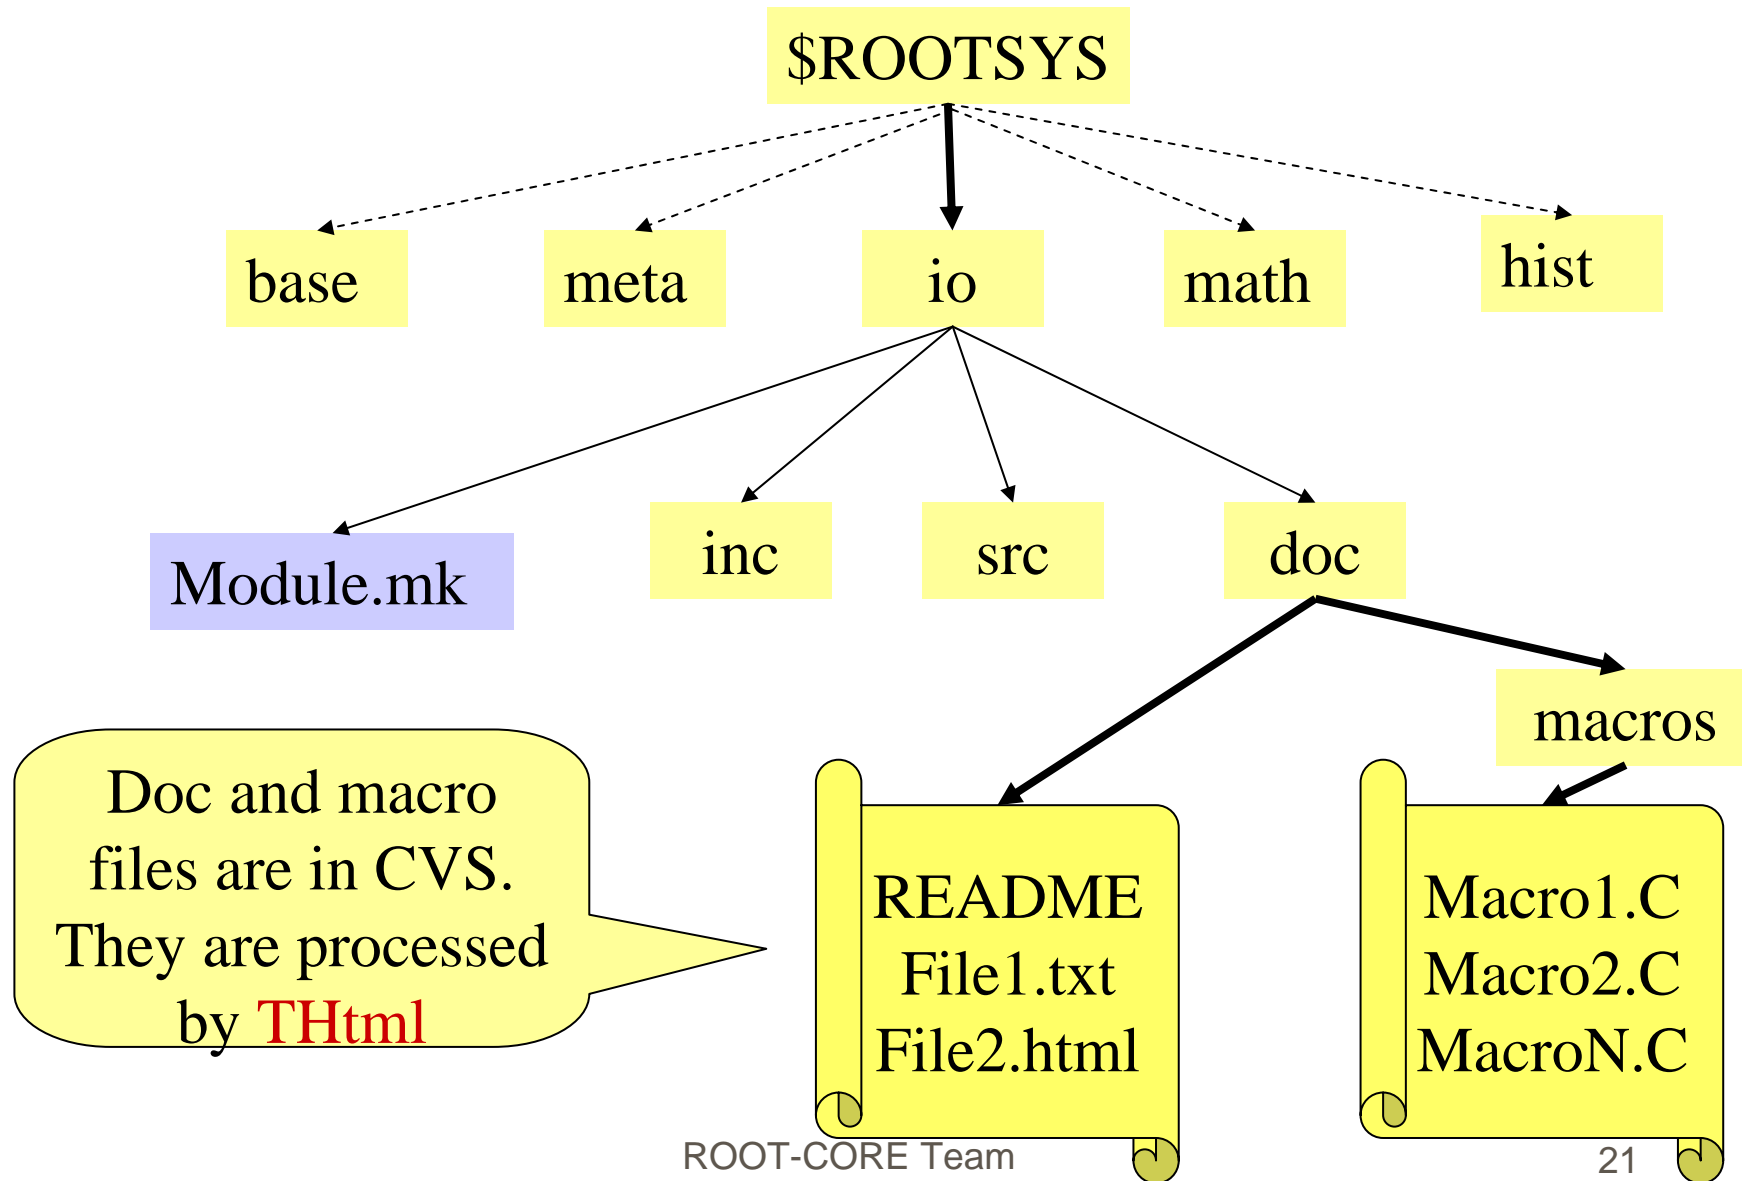 $ROOTSYS
base
meta
io
math
hist
Module.mk
inc
src
doc
macros
Doc and macro
files are in CVS.
They are processed
by THtml
README
File1.txt
File2.html
Macro1.C
Macro2.C
MacroN.C
ROOT-CORE Team
21